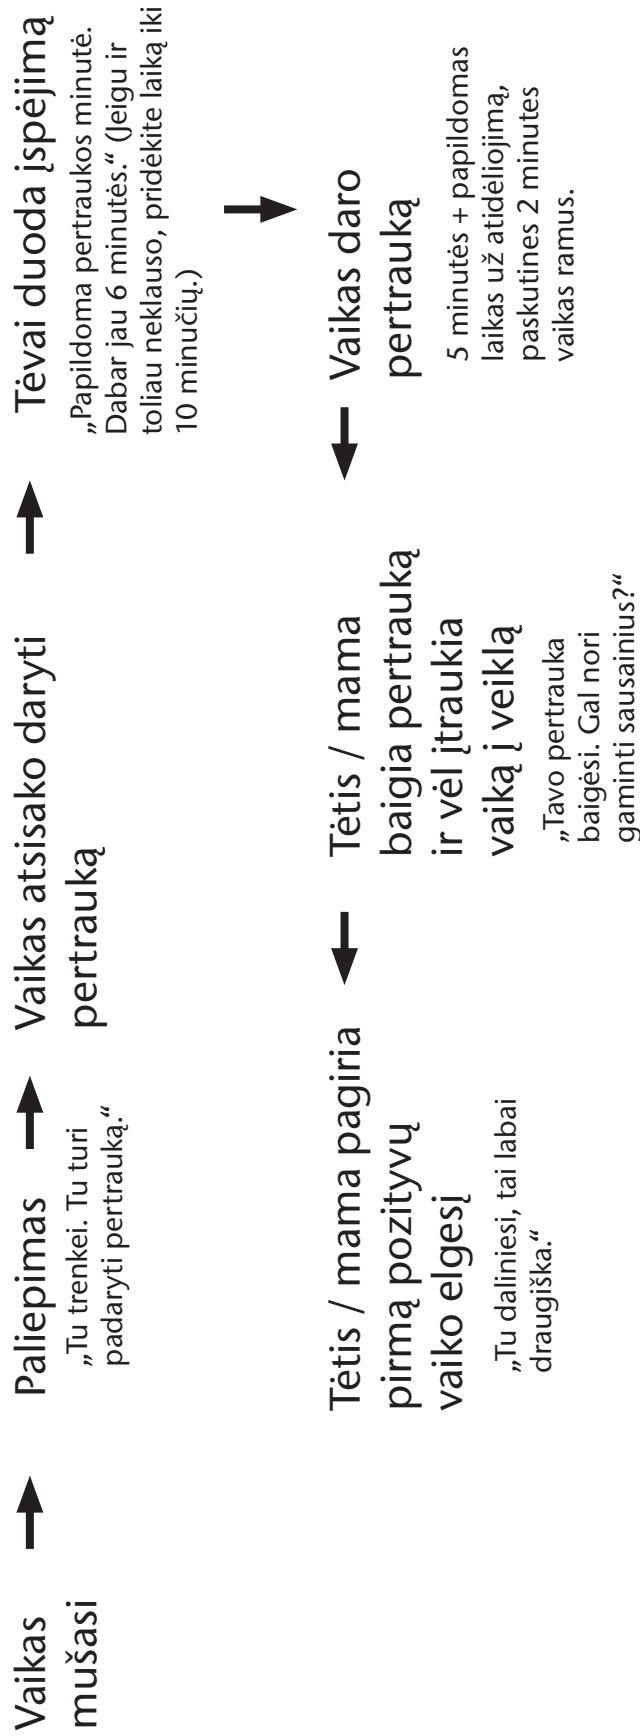 Vaikas
mušasi
Paliepimas
„Tu trenkei. Tu turi
padaryti pertrauką.“
Vaikas atsisako daryti
pertrauką
Tėvai duoda įspėjimą
„Papildoma pertraukos minutė.
Dabar jau 6 minutės.“ (Jeigu ir
toliau neklauso, pridėkite laiką iki
10 minučių.)
Vaikas daro
pertrauką
5 minutės + papildomas
laikas už atidėliojimą,
paskutines 2 minutes
vaikas ramus.
Tėtis / mama
baigia pertrauką
ir vėl įtraukia
vaiką į veiklą
„Tavo pertrauka
baigėsi. Gal nori
gaminti sausainius?“
Tėtis / mama pagiria
pirmą pozityvų
vaiko elgesį
„Tu daliniesi, tai labai
draugiška.“